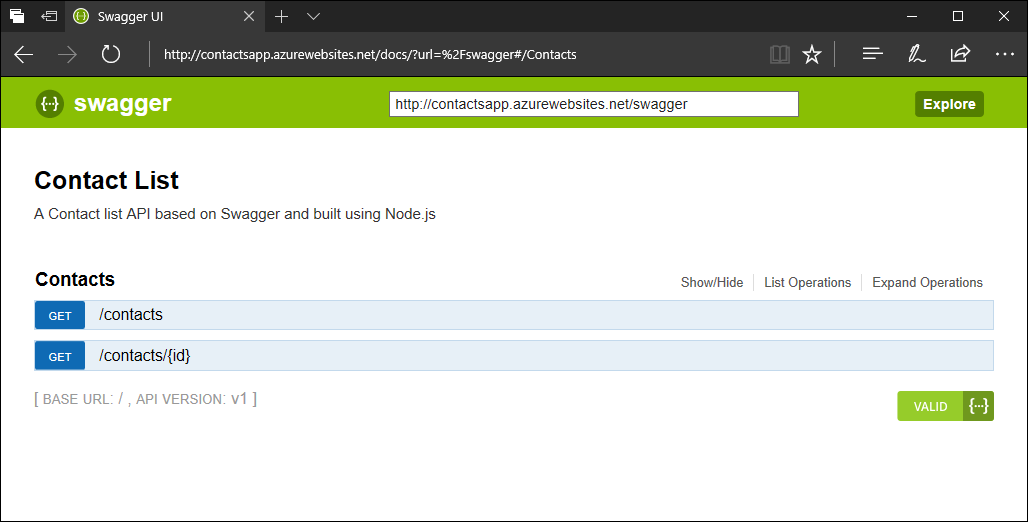 Swagger UI
http://contactsapp.azurewebsites.net/docs/?url=%2Fswagger#/Contacts
{···} swagger http://contactsapp.azurewebsites.net/swagger Explore
Contact List
A Contact list API based on Swagger and built using Node.js
Contacts Show/Hide List Operations Expand Operations
GET /contacts
GET /contacts/{id}
[ BASE URL: / , API VERSION: v1 ]
VALID {···}